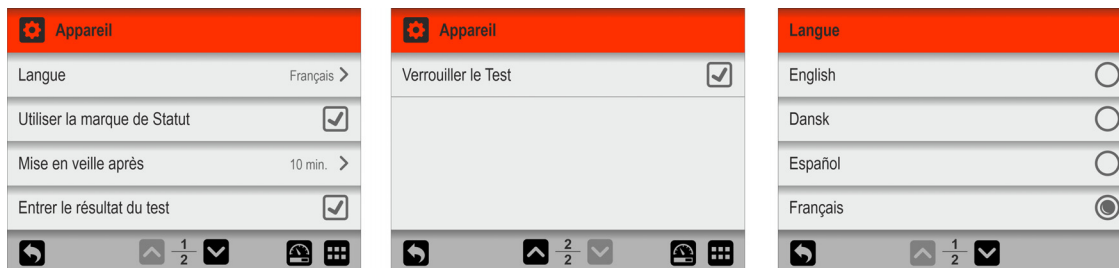 Appareil
Langue Français
Utiliser la marque de Statut
Mise en veille après 10 min.
Entrer le résultat du test
1
2
Appareil
Verrouiller le Test
2
2
Langue
English
Dansk
Español
Français
1
2